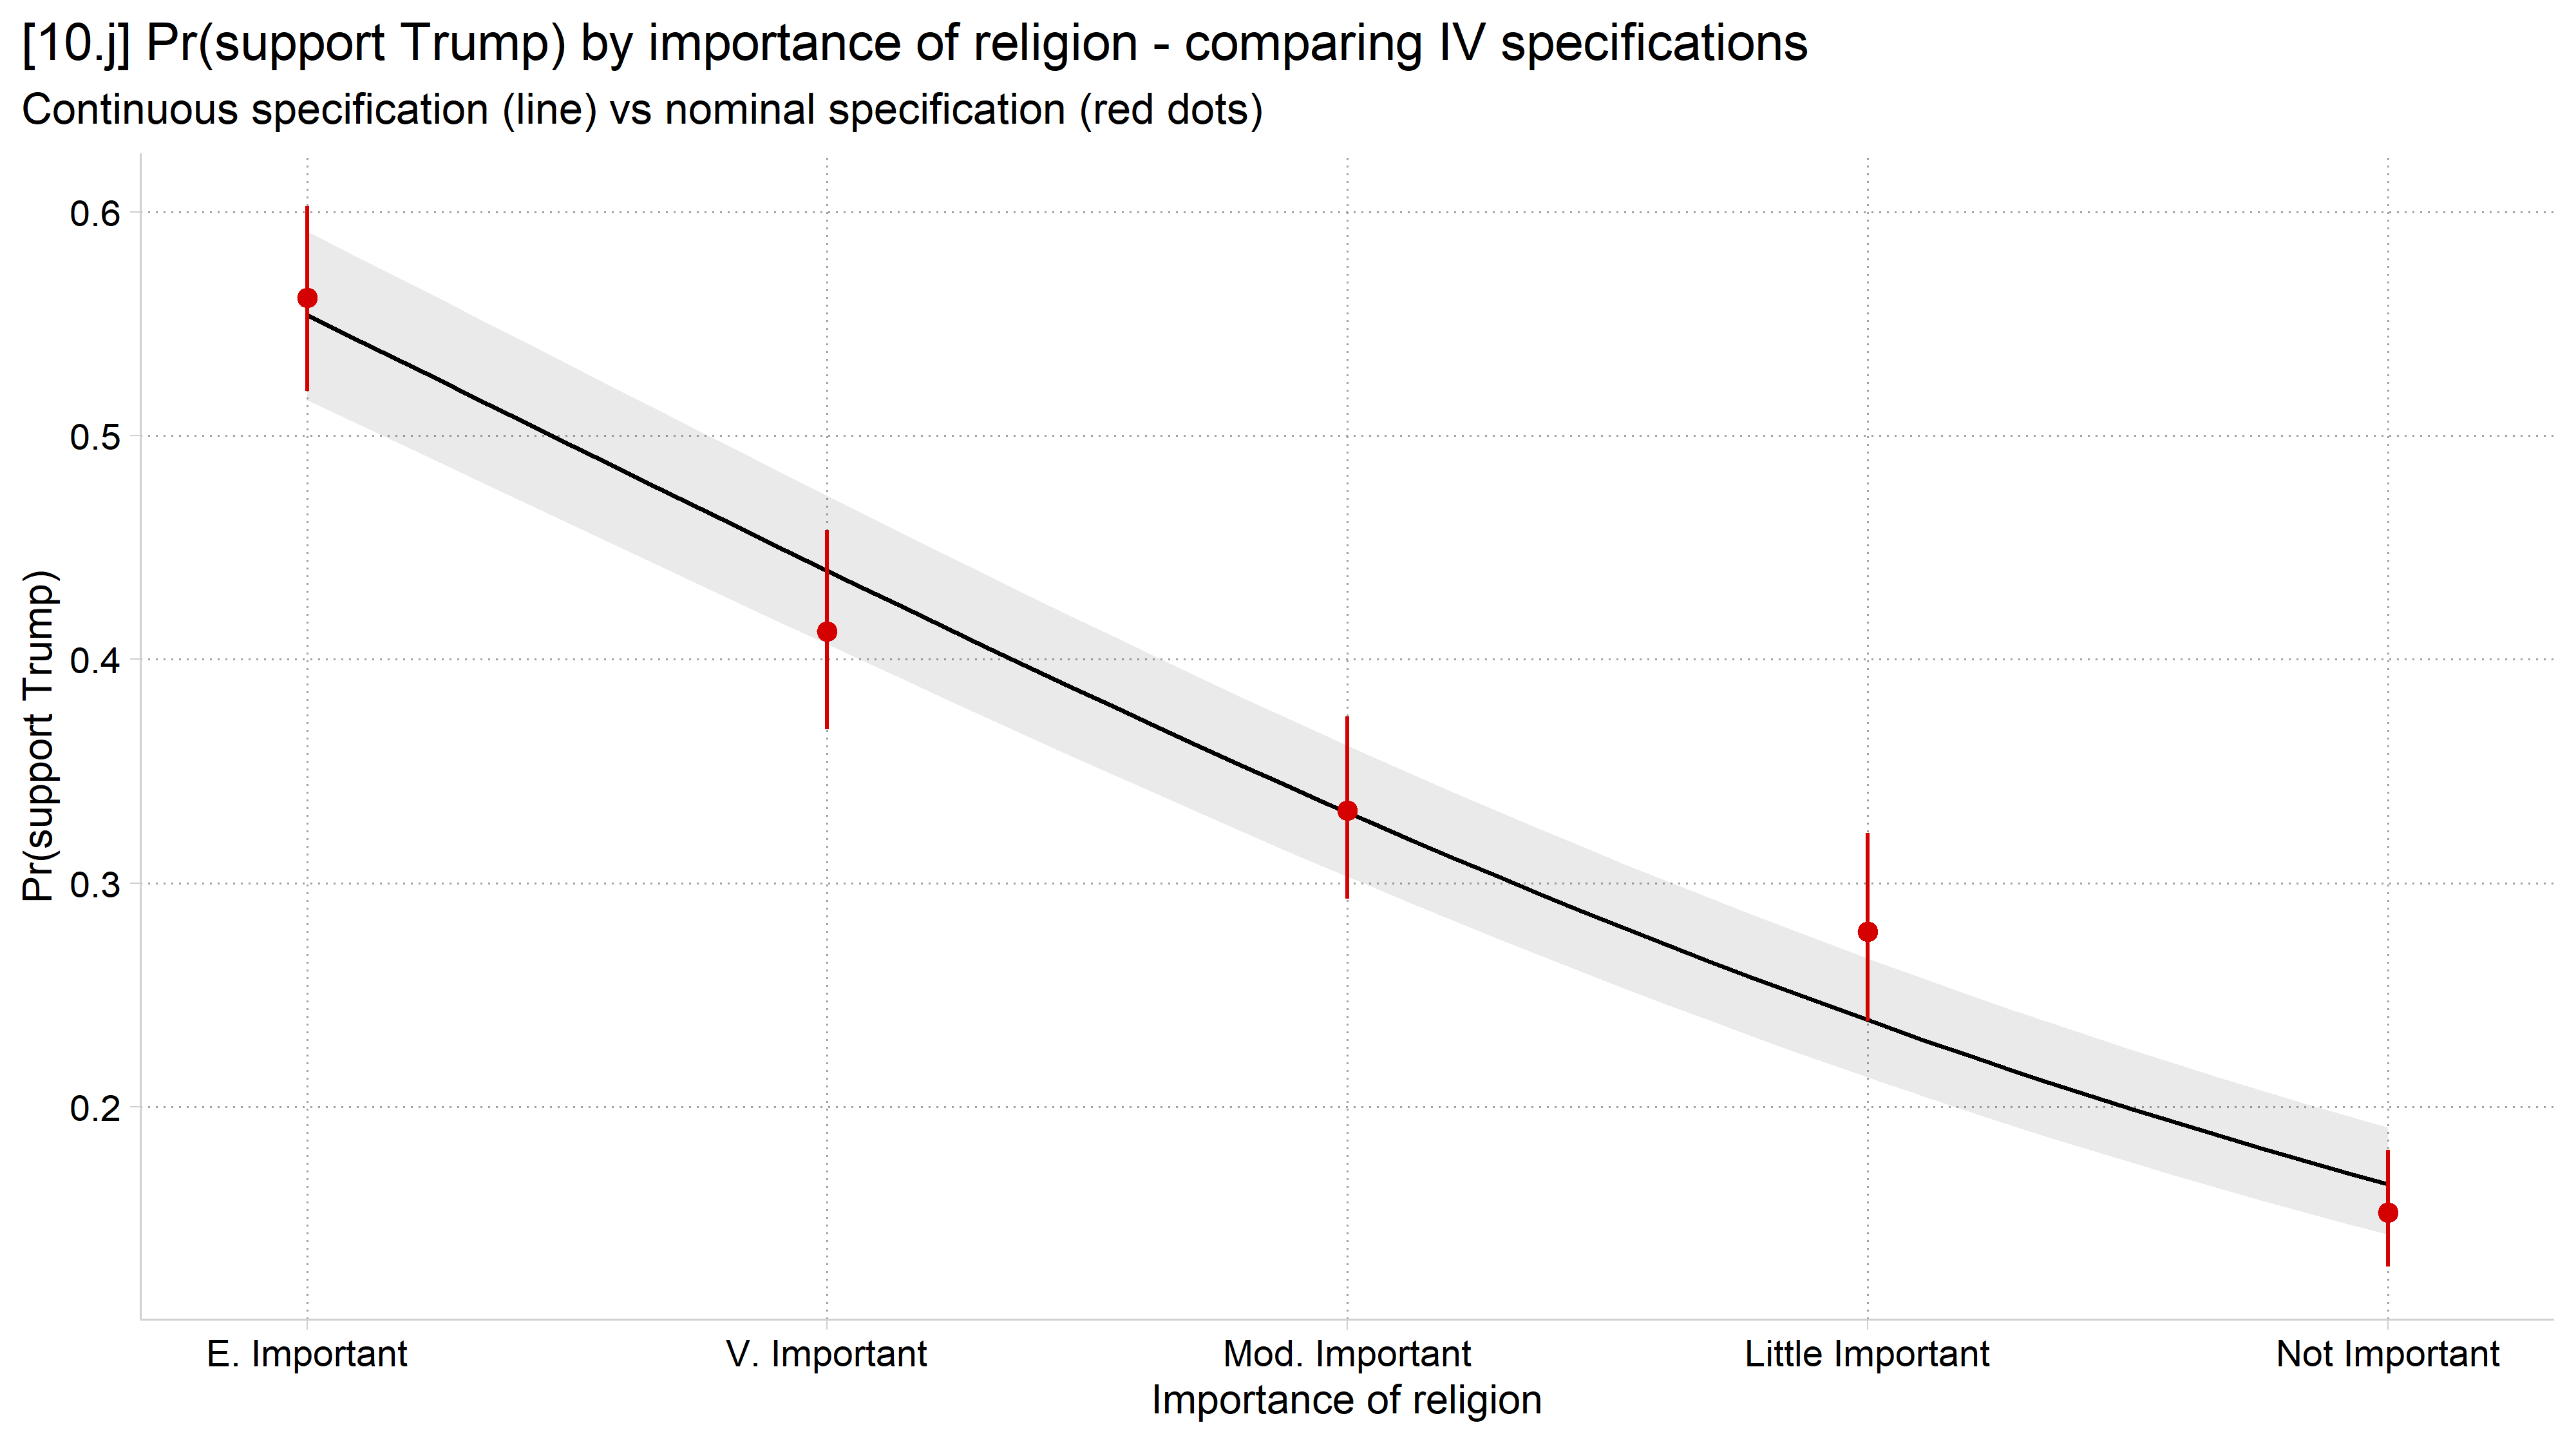 [10.j] Pr(support Trump) by importance of religion - comparing IV specifications
Continuous specification (line) vs nominal specification (red dots)
Pr(support Trump)
0.6
0.5
0.4
0.3
0.2
E. Important V. Important Mod. Important Little Important Not Important
Importance of religion